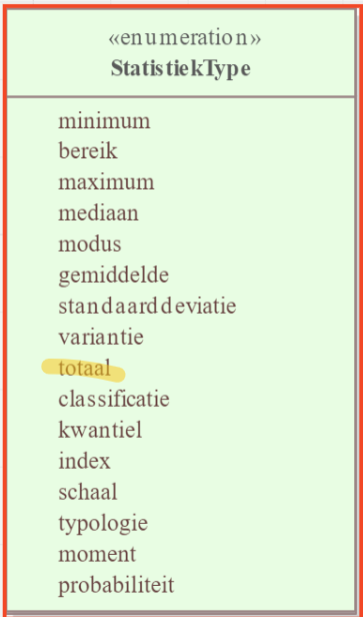 «enumeration»
StatistiekType
minimum
bereik
maximum
mediaan
modus
gemiddelde
standaarddeviatie
variantie
totaal
classificatie
kwantiel
index
schaal
typologie
moment
probabiliteit